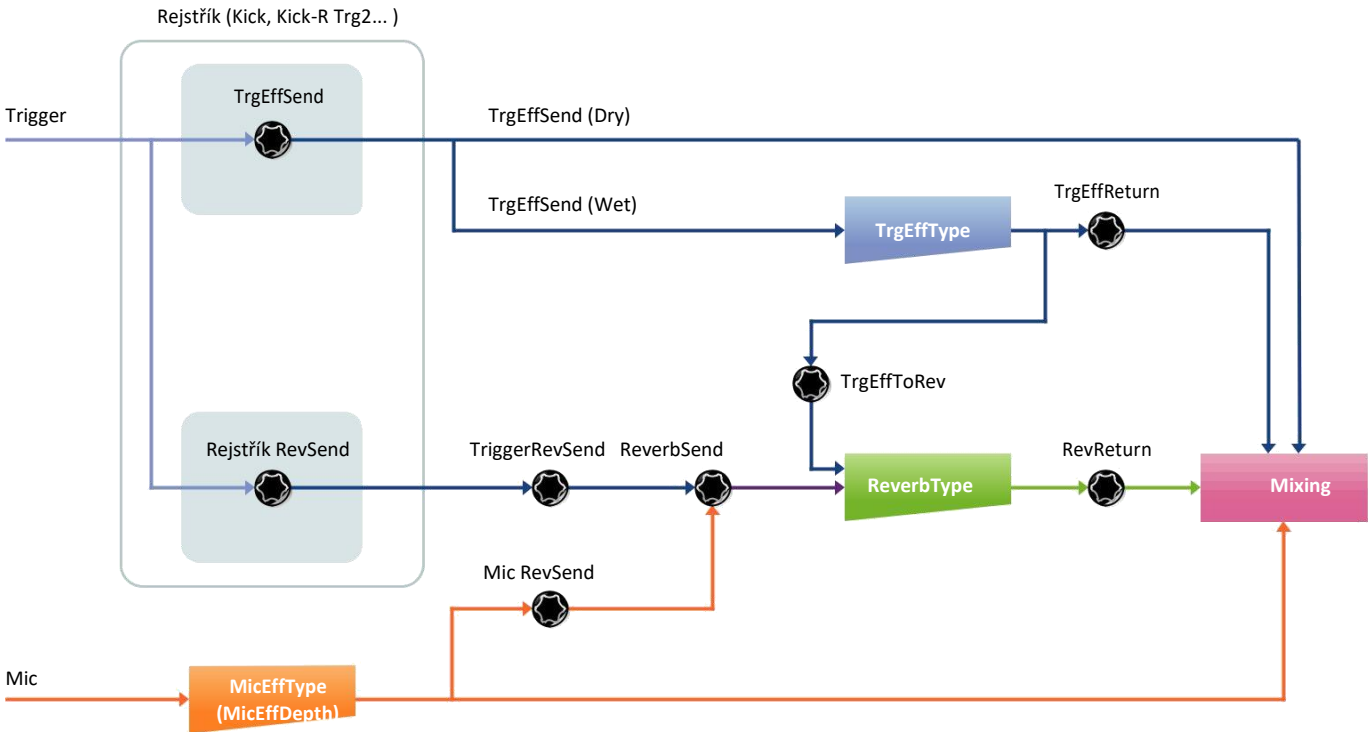 Rejstřík (Kick, Kick-R Trg2... )
TrgEffSend
Trigger
TrgEffSend (Dry)
TrgEffSend (Wet)
TrgEffReturn
TrgEffType
TrgEffToRev
Rejstřík RevSend
TriggerRevSend
ReverbSend
RevReturn
ReverbType
Mixing
Mic RevSend
Mic
MicEffType
(MicEffDepth)